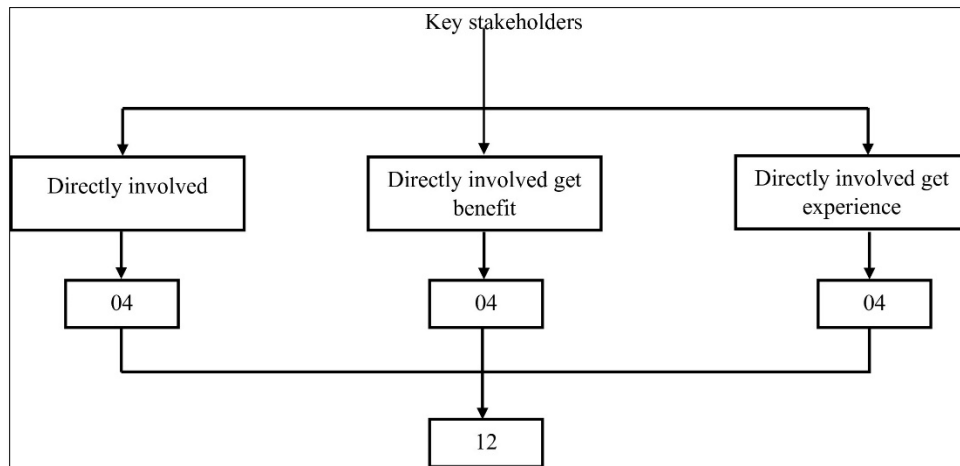 Key stakeholders
Directly involved
Directly involved get
benefit
Directly involved get
experience
04
04
04
12